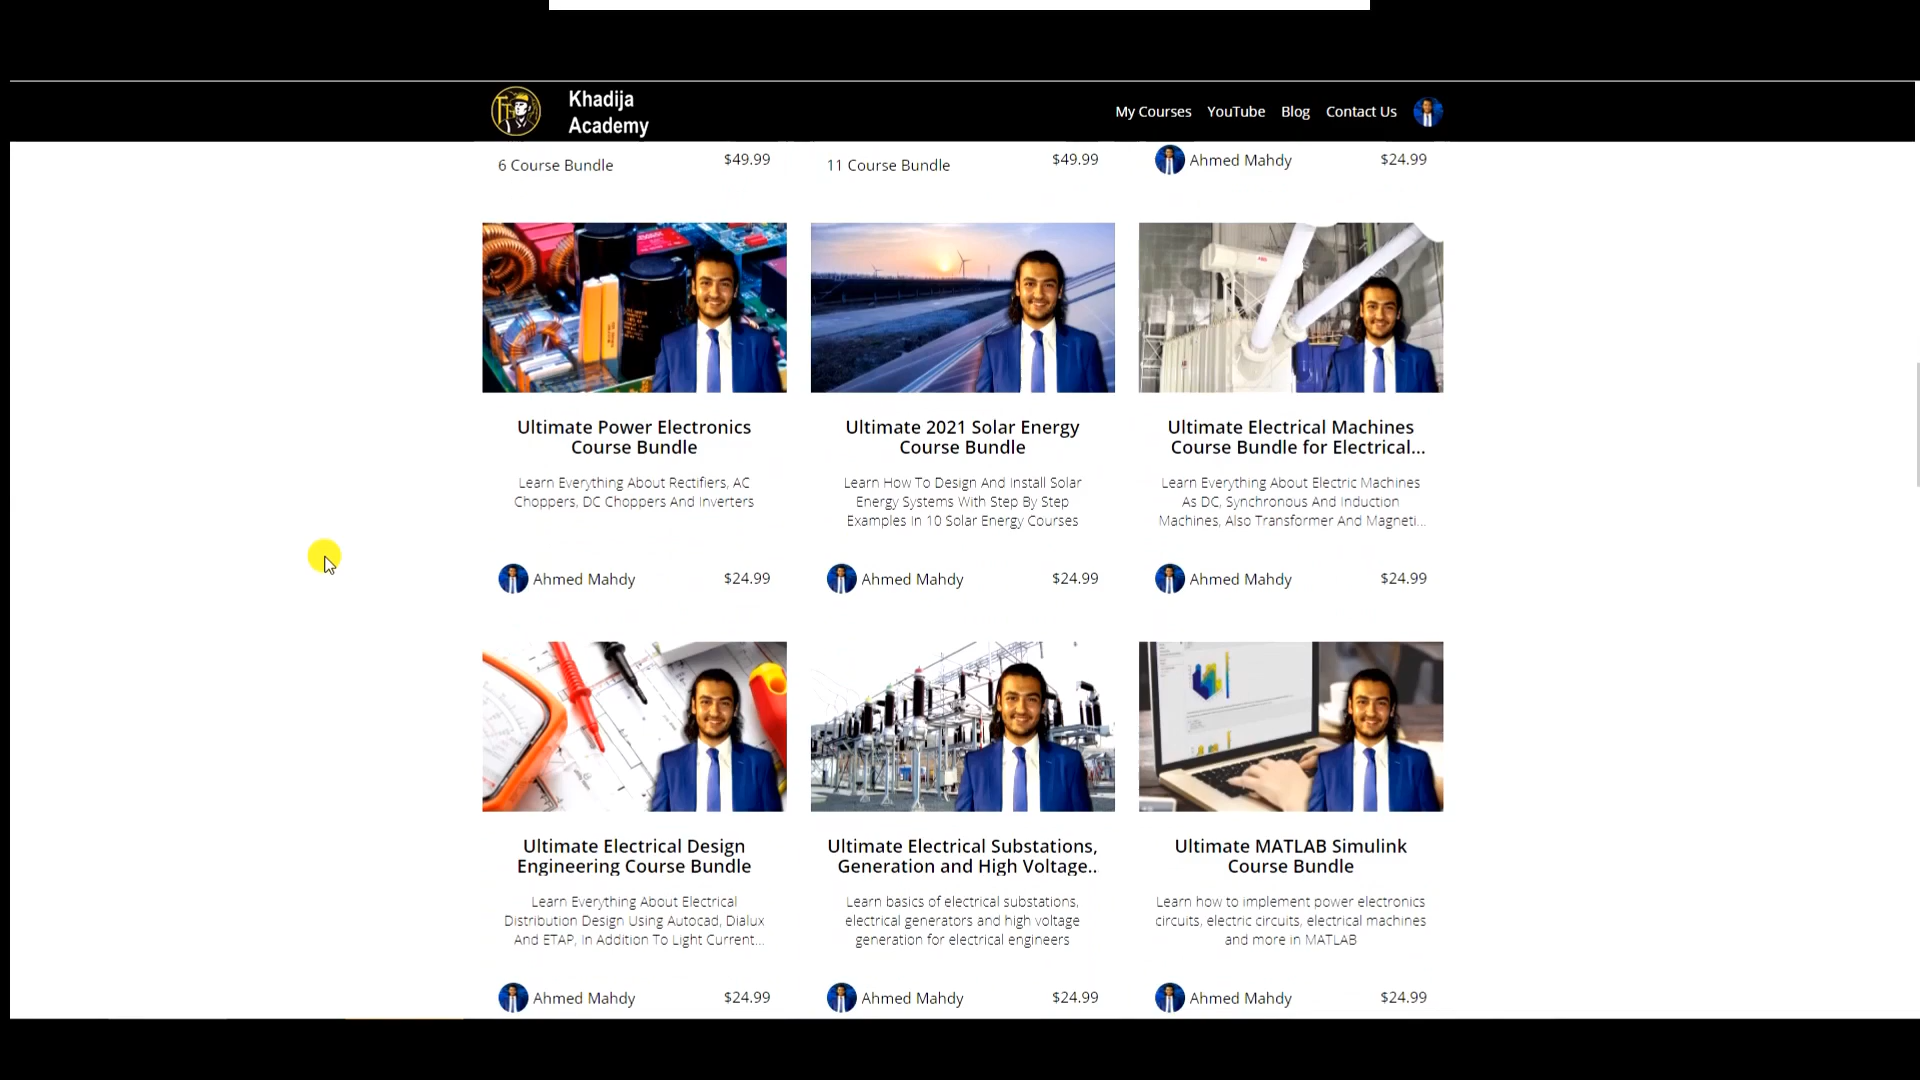 Khadija
Academy
My Courses YouTube Blog Contact Us
6 Course Bundle $49.99
11 Course Bundle $49.99
Ahmed Mahdy $24.99
Ultimate Power Electronics
Course Bundle
Learn Everything About Rectifiers, AC
Choppers, DC Choppers And Inverters
Ahmed Mahdy $24.99
Ultimate 2021 Solar Energy
Course Bundle
Learn How To Design And Install Solar
Energy Systems With Step By Step
Examples In 10 Solar Energy Courses
Ahmed Mahdy $24.99
Ultimate Electrical Machines
Course Bundle for Electrical...
Learn Everything About Electric Machines
As DC, Synchronous And Induction
Machines, Also Transformer And Magneti...
Ahmed Mahdy $24.99
Ultimate Electrical Design
Engineering Course Bundle
Learn Everything About Electrical
Distribution Design Using Autocad, Dialux
And ETAP, In Addition To Light Current...
Ahmed Mahdy $24.99
Ultimate Electrical Substations,
Generation and High Voltage..
Learn basics of electrical substations,
electrical generators and high voltage
generation for electrical engineers
Ahmed Mahdy $24.99
Ultimate MATLAB Simulink
Course Bundle
Learn how to implement power electronics
circuits, electric circuits, electrical machines
and more in MATLAB
Ahmed Mahdy $24.99